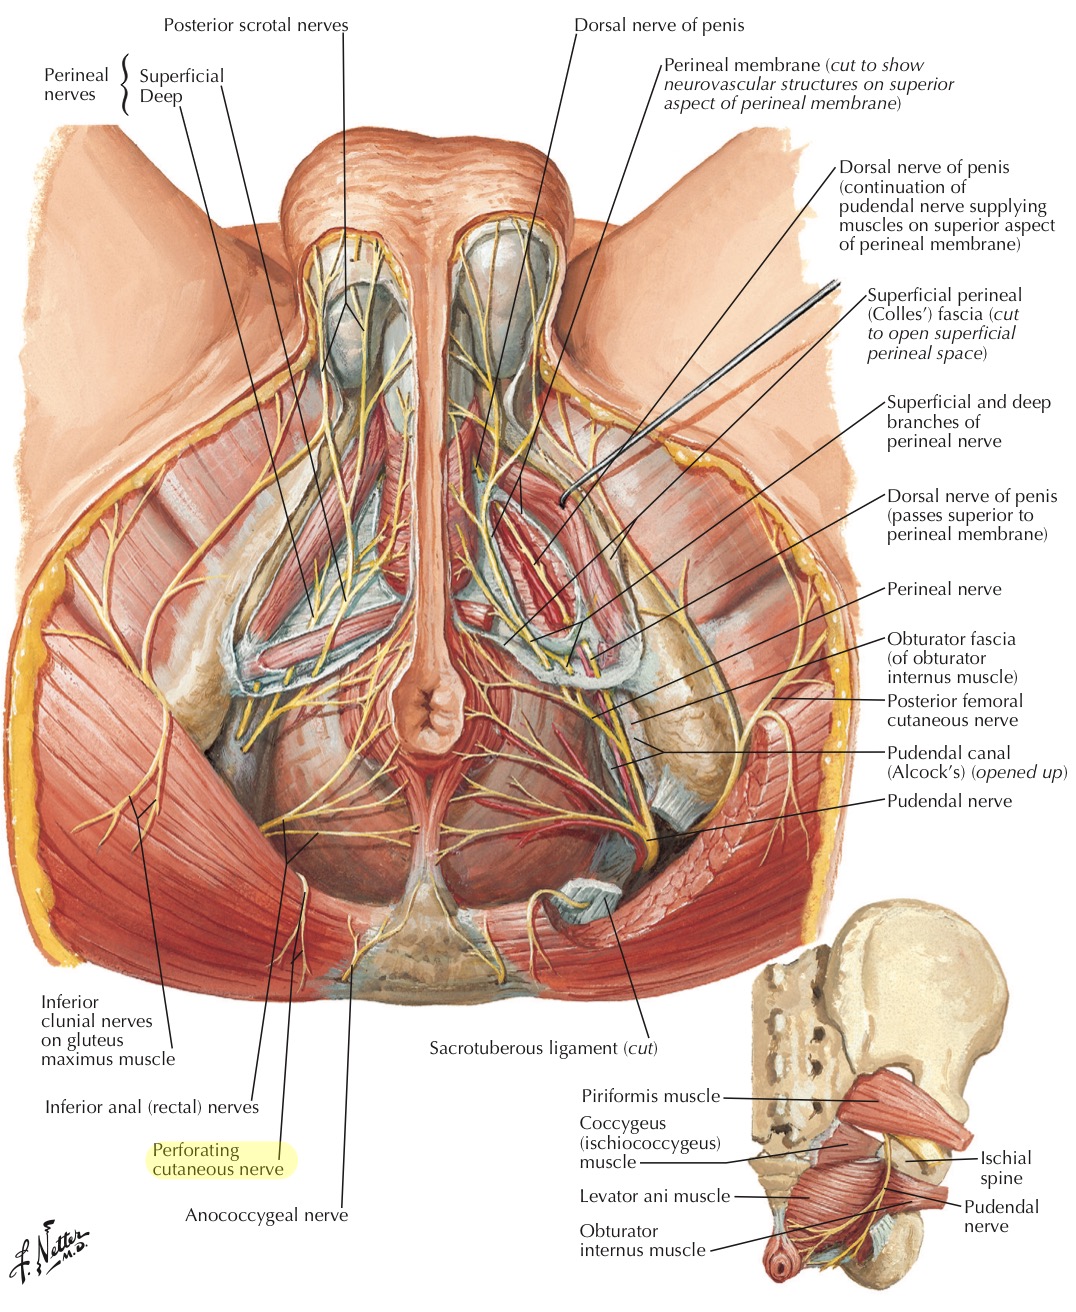 Posterior scrotal nerves
Perineal
nerves
Superficial
Deep
Dorsal nerve of penis
Perineal membrane (cut to show
neurovascular structures on superior
aspect of perineal membrane)
Dorsal nerve of penis
(continuation of
pudendal nerve supplying
muscles on superior aspect
of perineal membrane)
Superficial perineal
(Colles’) fascia (cut
to open superficial
perineal space)
Superficial and deep
branches of
perineal nerve
Dorsal nerve of penis
(passes superior to
perineal membrane)
Perineal nerve
Obturator fascia
(of obturator
internus muscle)
Posterior femoral
cutaneous nerve
Pudendal canal
(Alcock’s) (opened up)
Pudendal nerve
Inferior
clunial nerves
on gluteus
maximus muscle
Inferior anal (rectal) nerves
Perforating
cutaneous nerve
Anococcygeal nerve
Sacrotuberous ligament (cut)
Piriformis muscle
Coccygeus
(ischiococcygeus)
muscle
Levator ani muscle
Obturator
internus muscle
Ischial
spine
Pudendal
nerve
F. Netter
M.D.